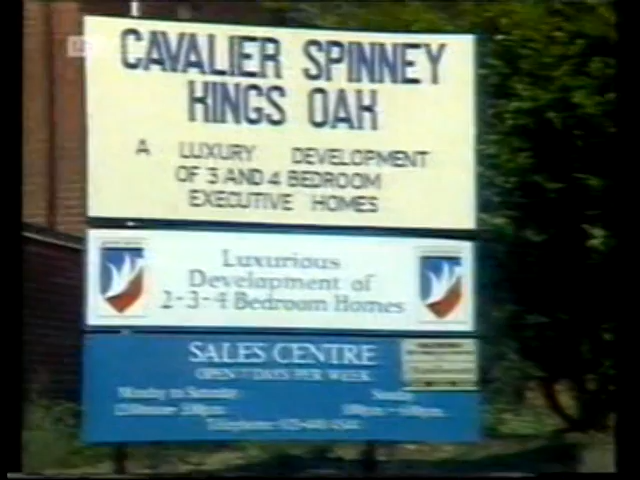 CAVALIER SPINNEY
KINGS OAK
A LUXURY DEVELOPMENT
OF 3 AND 4 BEDROOM
EXECUTIVE HOMES
Luxurious
Development of
2-3-4 Bedroom Homes
SALES CENTRE
OPEN 7 DAYS PER WEEK
Monday to Saturday
Sunday
Telephone